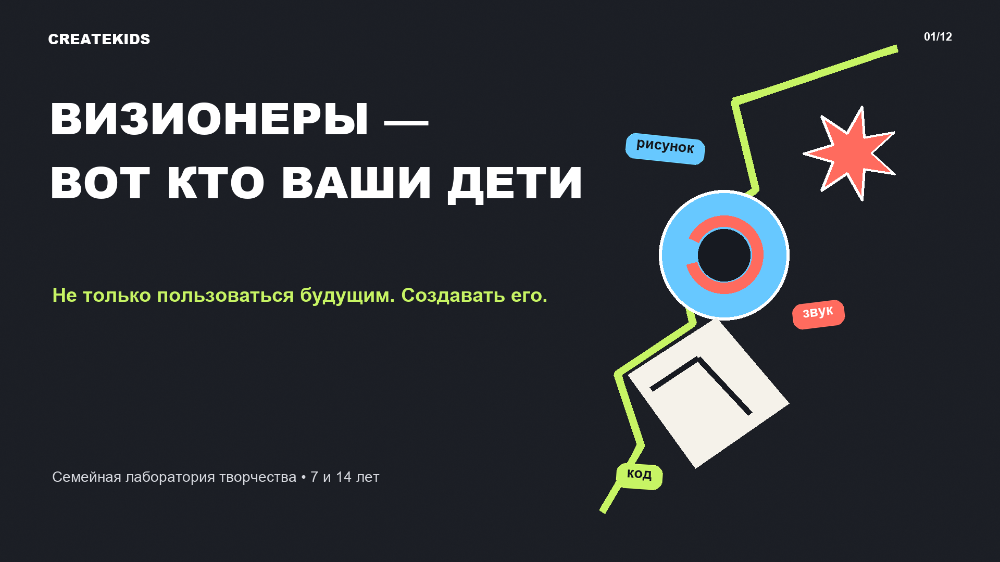 CREATEKIDS
01/12
ВИЗИОНЕРЫ —
ВОТ КТО ВАШИ ДЕТИ
рисунок
Не только пользоваться будущим. Создавать его.
звук
код
Семейная лаборатория творчества • 7 и 14 лет